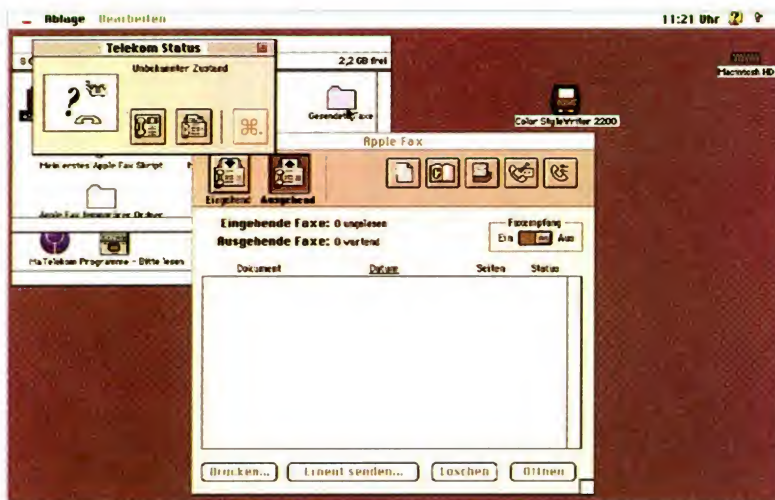 Ablage Bearbeiten 11:21 Uhr
Telekom Status
Unbekannter Zustand
2,2 GB frei
Macintosh HD
Gesendete Faxe
Color StyleWriter 2200
Mein erstes Apple Fax Skript
Apple Fax
Apple Fax temporärer Ordner
Eingehend Ausgehend
Eingehende Faxe: 0 ungelesen
Ausgehende Faxe: 0 wartend
Faxempfang
Ein Aus
MaTelekom Programme - Bitte lesen
Dokument Datum Seiten Status
Drucken... Erneut senden... Löschen Öffnen